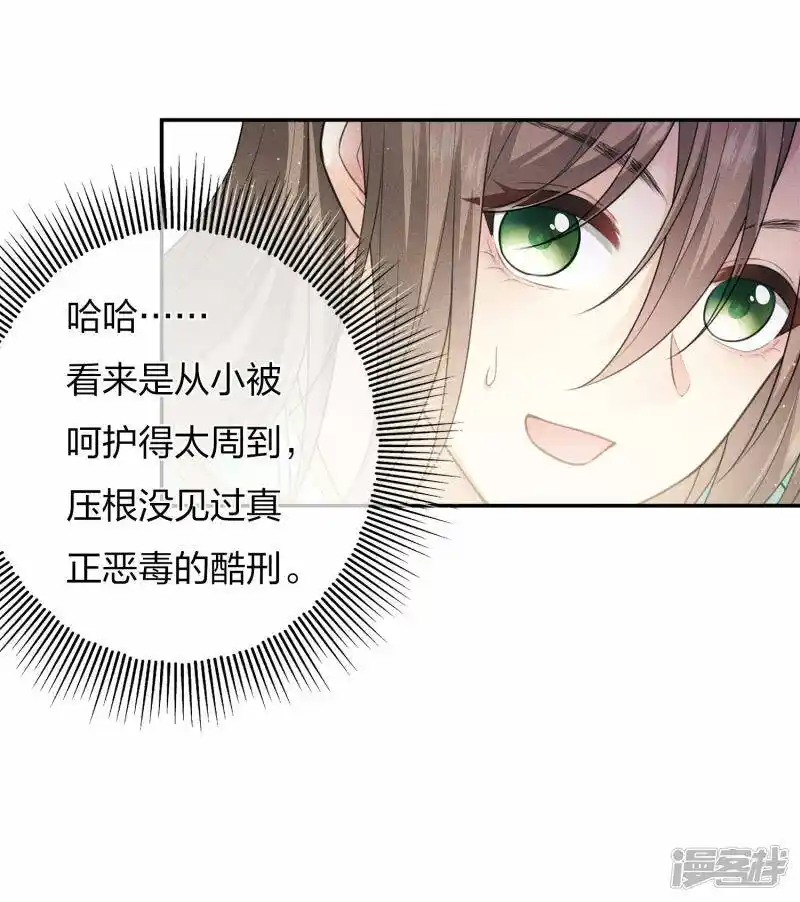 哈哈……
看来是从小被
呵护得太周到，
压根没见过真
正恶毒的酷刑。
漫客栈